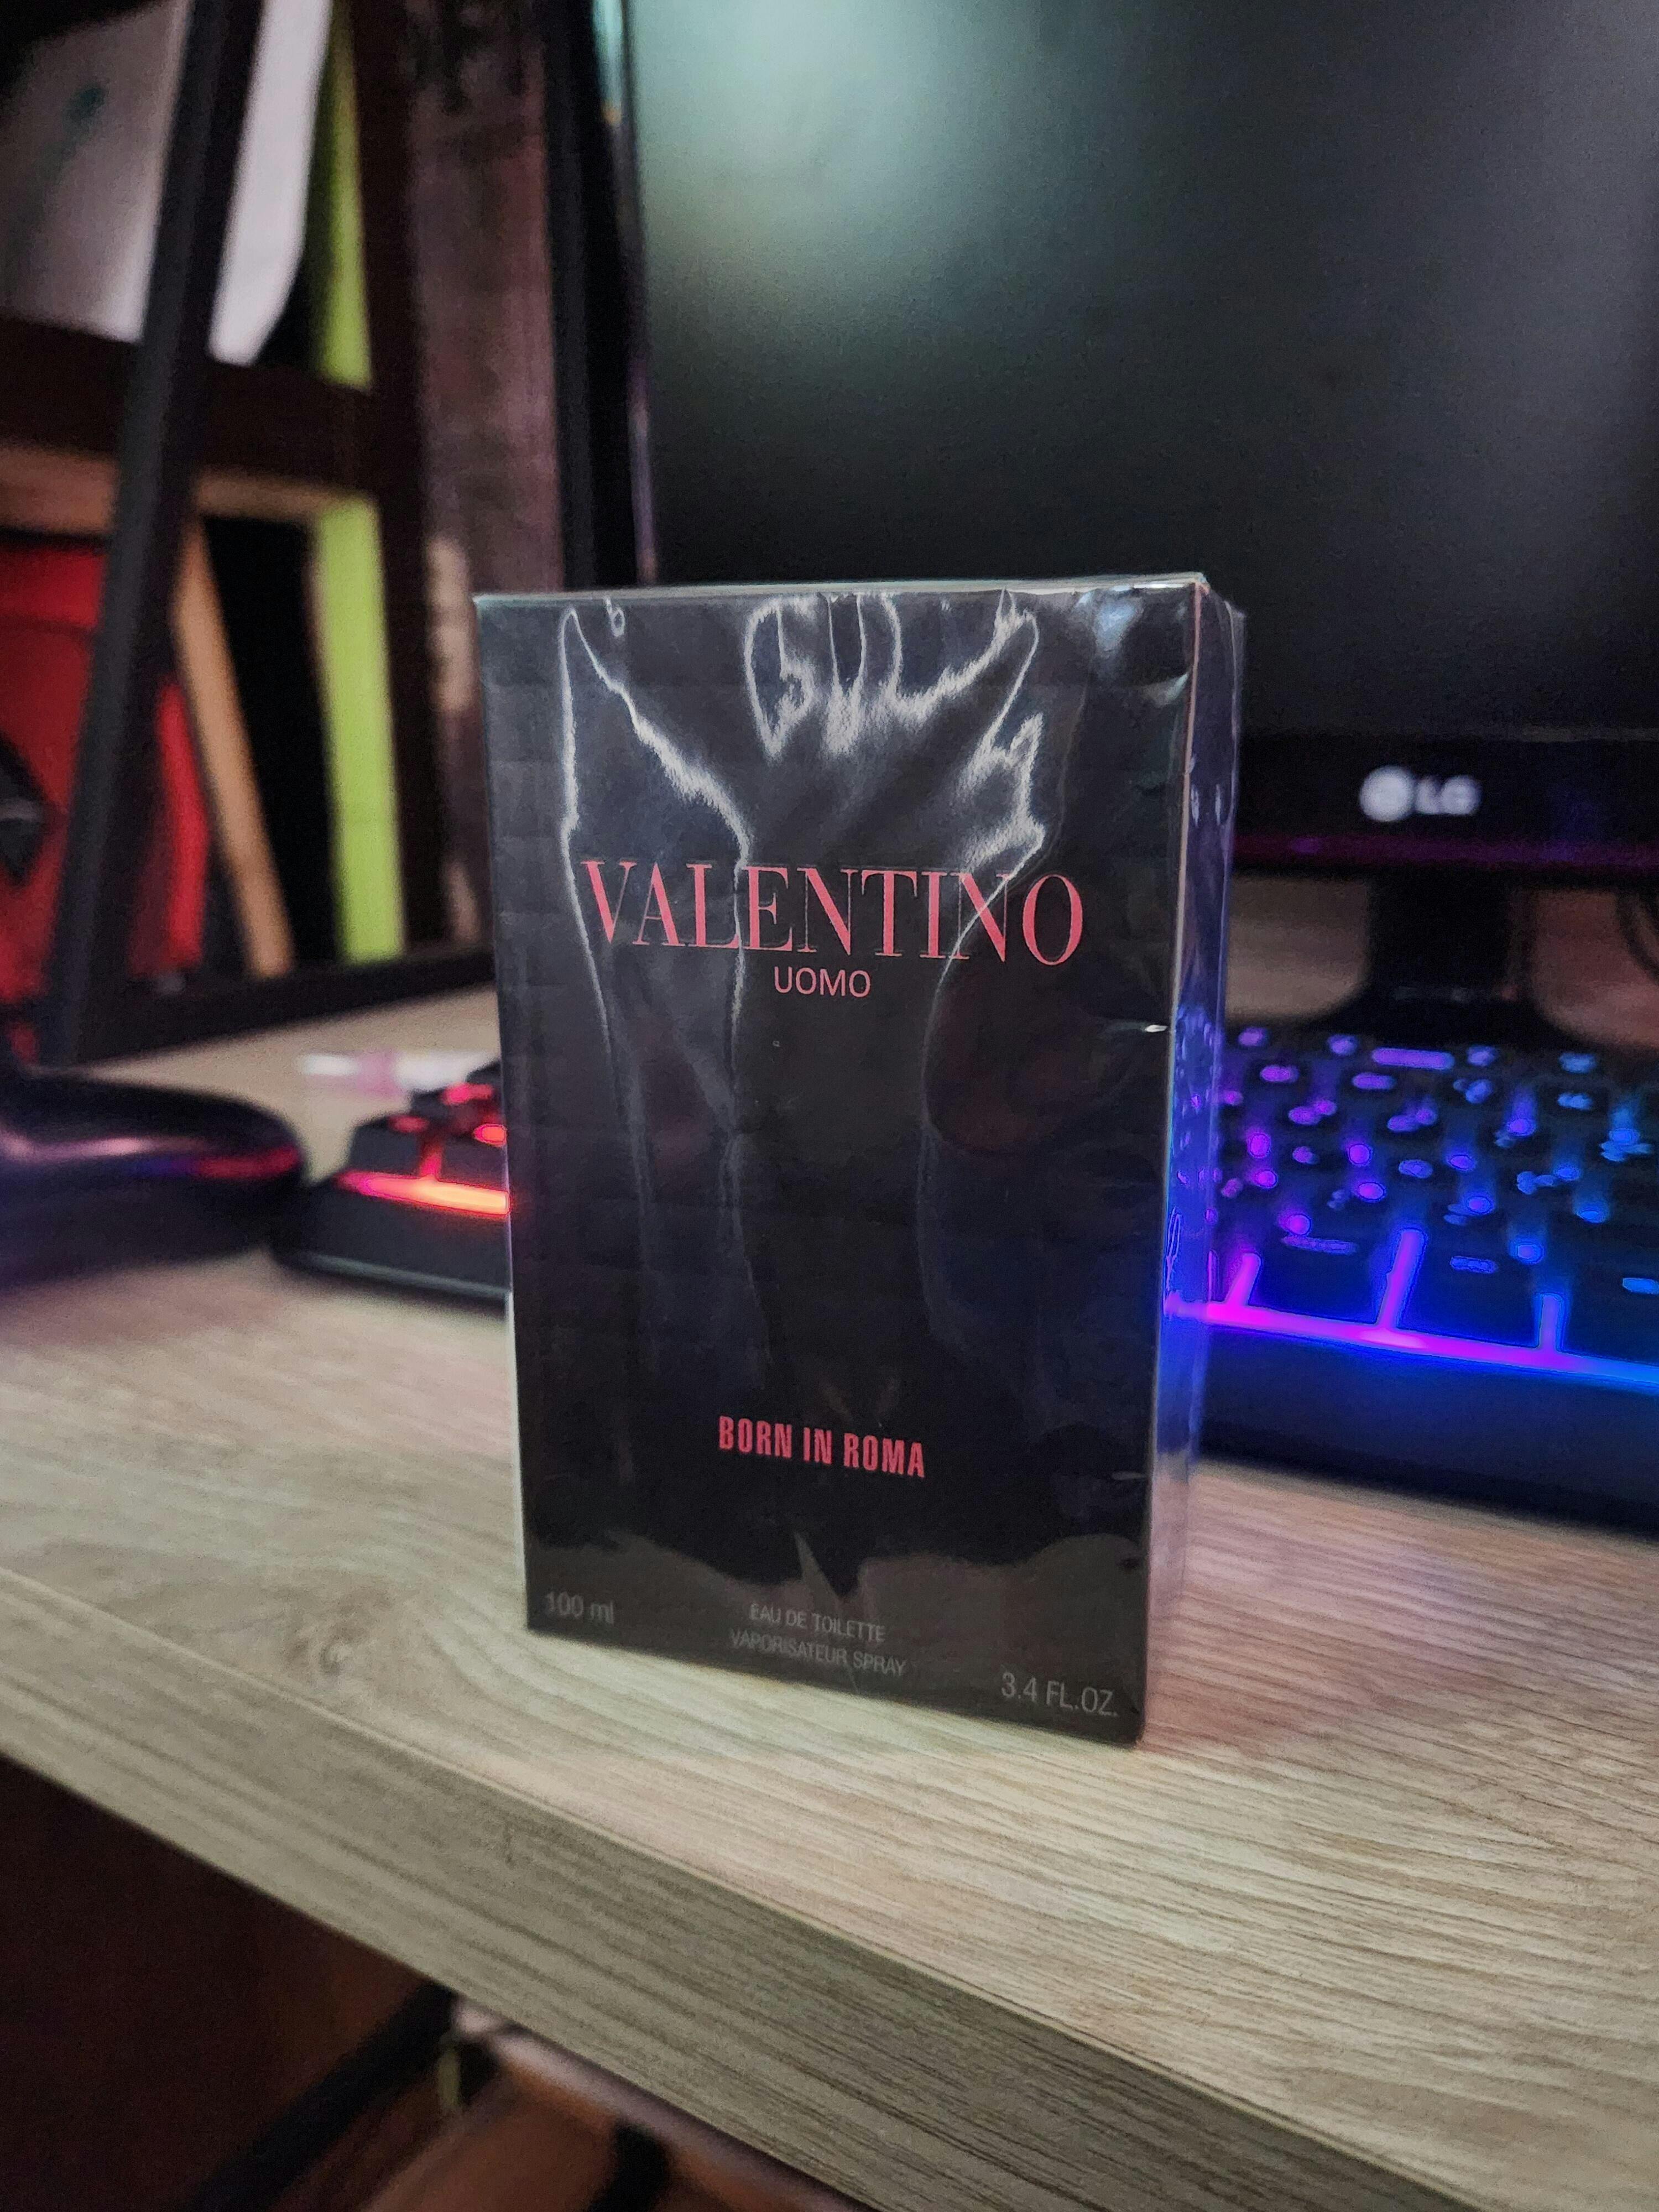 LG
VALENTINO
UOMO
BORN IN ROMA
100 ml
EAU DE TOILETTE
VAPORISATEUR SPRAY
3.4 FL.OZ.